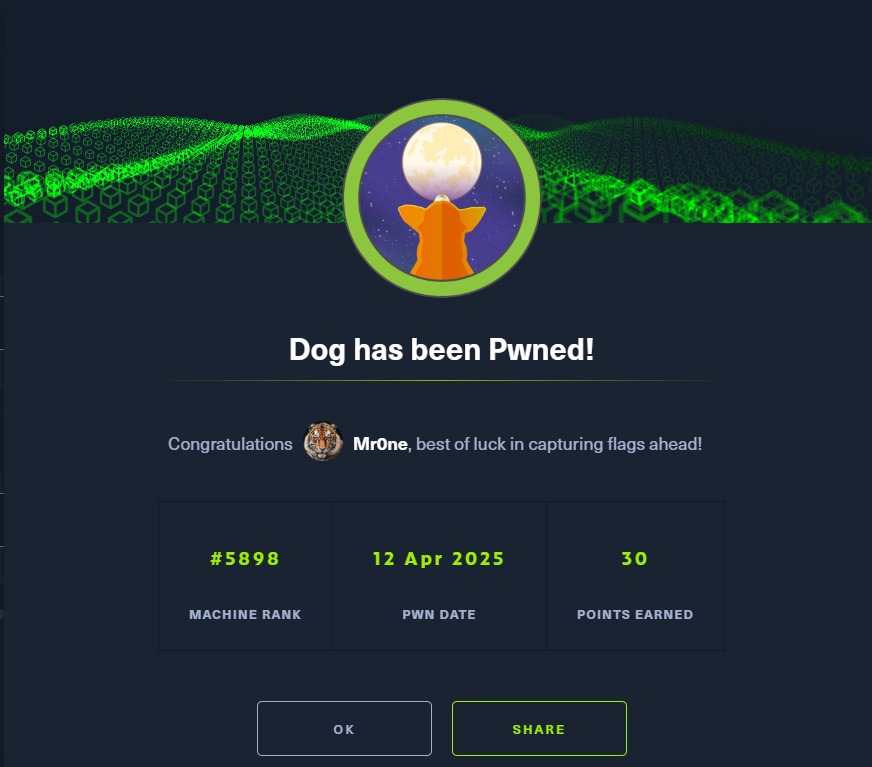 Dog has been Pwned!
Congratulations Mr0ne, best of luck in capturing flags ahead!
#5898 12 Apr 2025 30
MACHINE RANK PWN DATE POINTS EARNED
OK SHARE